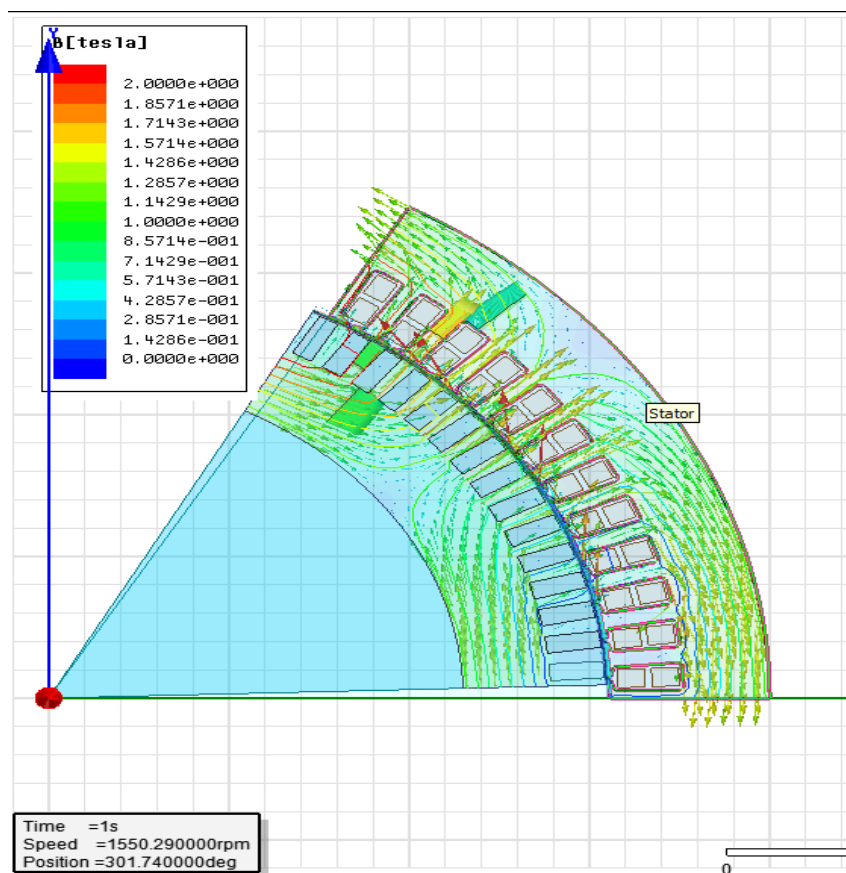 Y
B[tesla]
2.0000e+000
1.8571e+000
1.7143e+000
1.5714e+000
1.4286e+000
1.2857e+000
1.1429e+000
1.0000e+000
8.5714e-001
7.1429e-001
5.7143e-001
4.2857e-001
2.8571e-001
1.4286e-001
0.0000e+000
Stator
Time =1s
Speed =1550.290000rpm
Position =301.740000deg
0